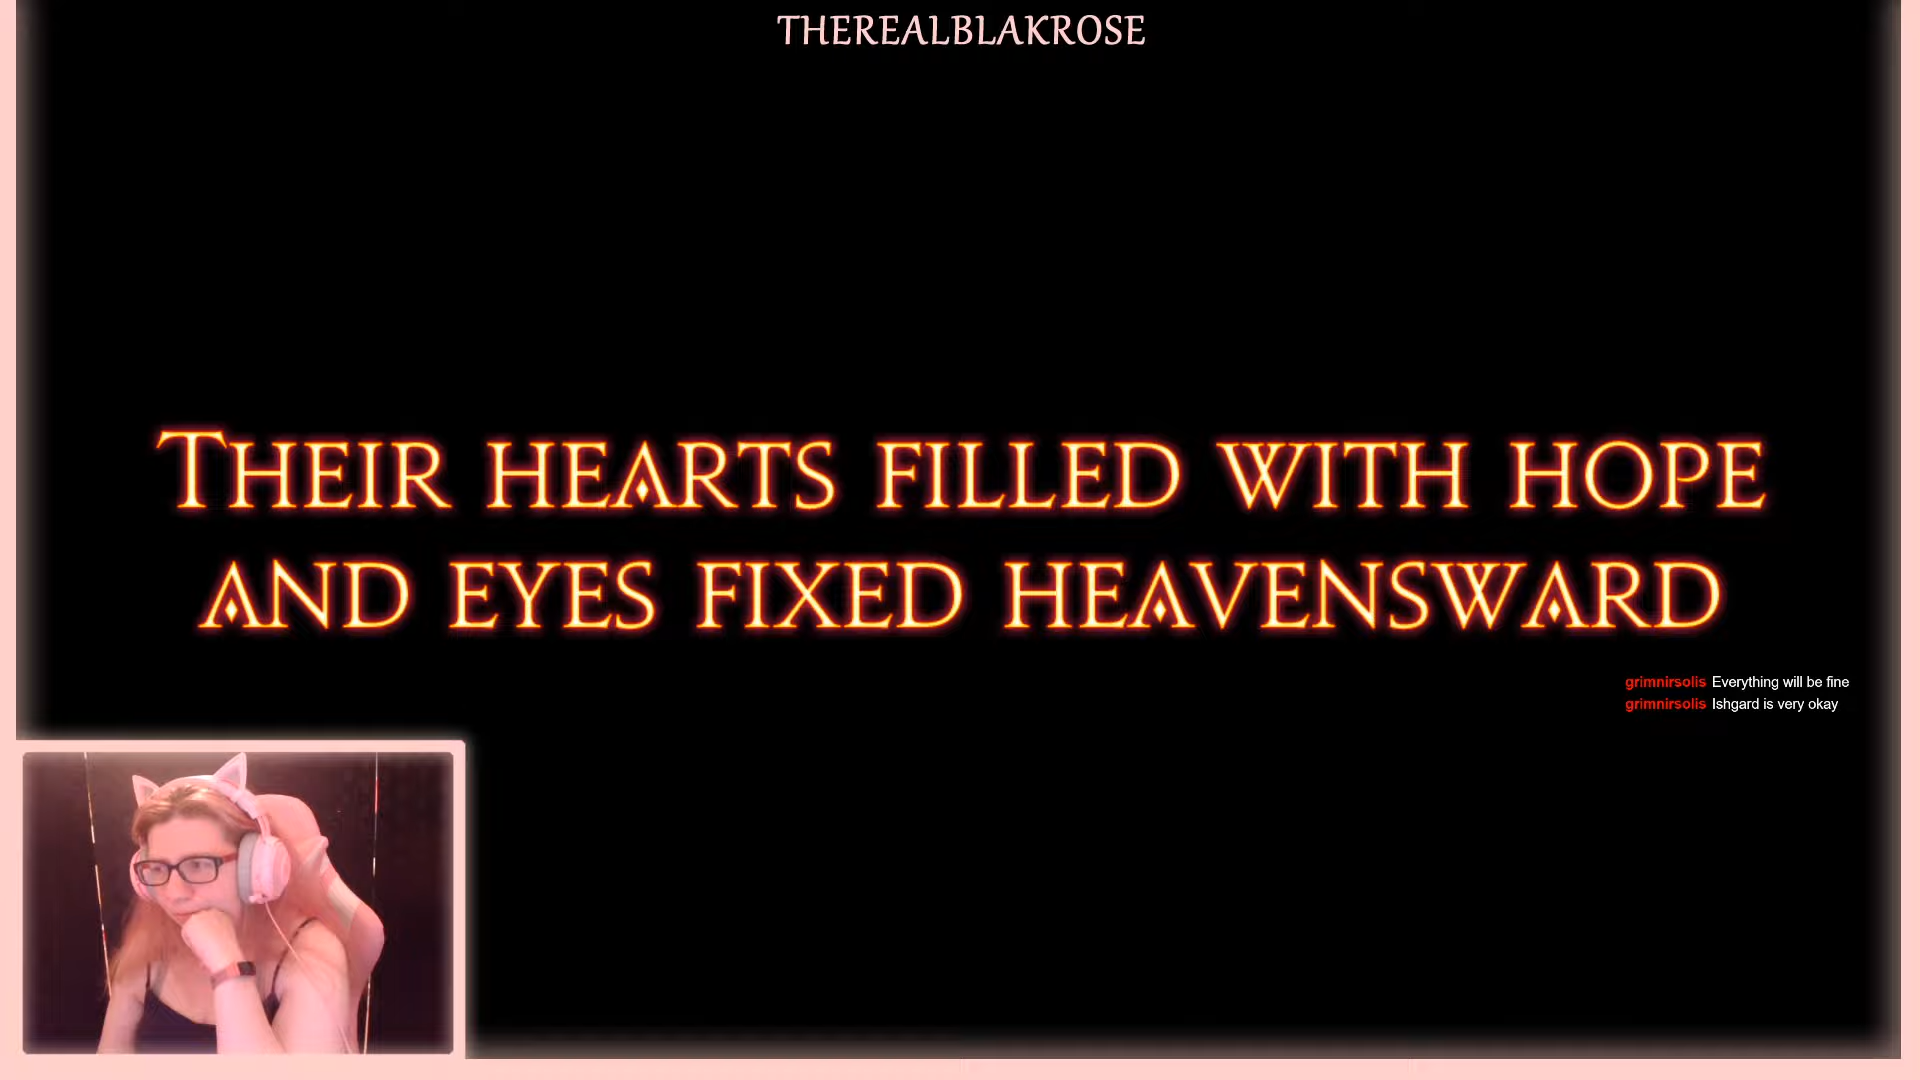 THEREALBLAKROSE
THEIR HEARTS FILLED WITH HOPE
AND EYES FIXED HEAVENSWARD
grimnirsolis Everything will be fine
grimnirsolis Ishgard is very okay